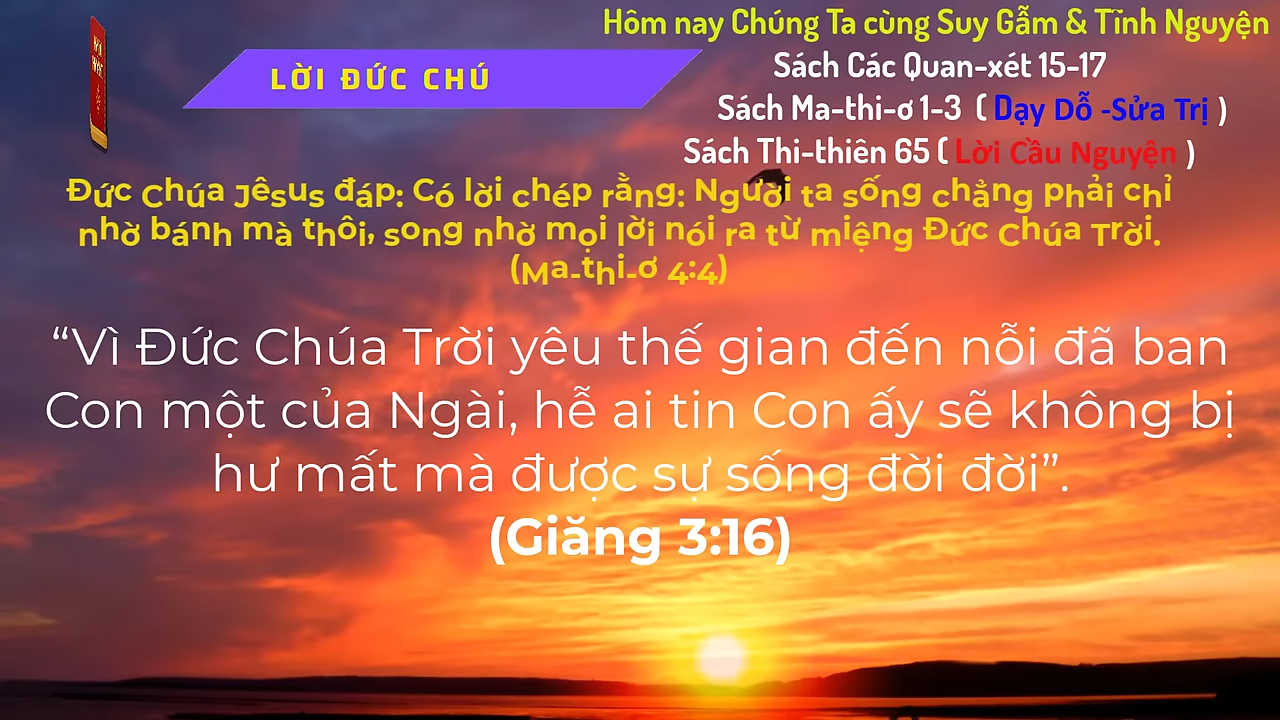 Hôm nay Chúng Ta cùng Suy Gẫm & Tĩnh Nguyện
LỜI ĐỨC CHÚ
Sách Các Quan-xét 15-17
Sách Ma-thi-ơ 1-3 ( Dạy Dỗ -Sửa Trị )
Sách Thi-thiên 65 ( Lời Cầu Nguyện )
Đức Chúa Jêsus đáp: Có lời chép rằng: Người ta sống chẳng phải chỉ
nhờ bánh mà thôi, song nhờ mọi lời nói ra từ miệng Đức Chúa Trời.
(Ma-thi-ơ 4:4)
“Vì Đức Chúa Trời yêu thế gian đến nỗi đã ban
Con một của Ngài, hễ ai tin Con ấy sẽ không bị
hư mất mà được sự sống đời đời”.
(Giăng 3:16)